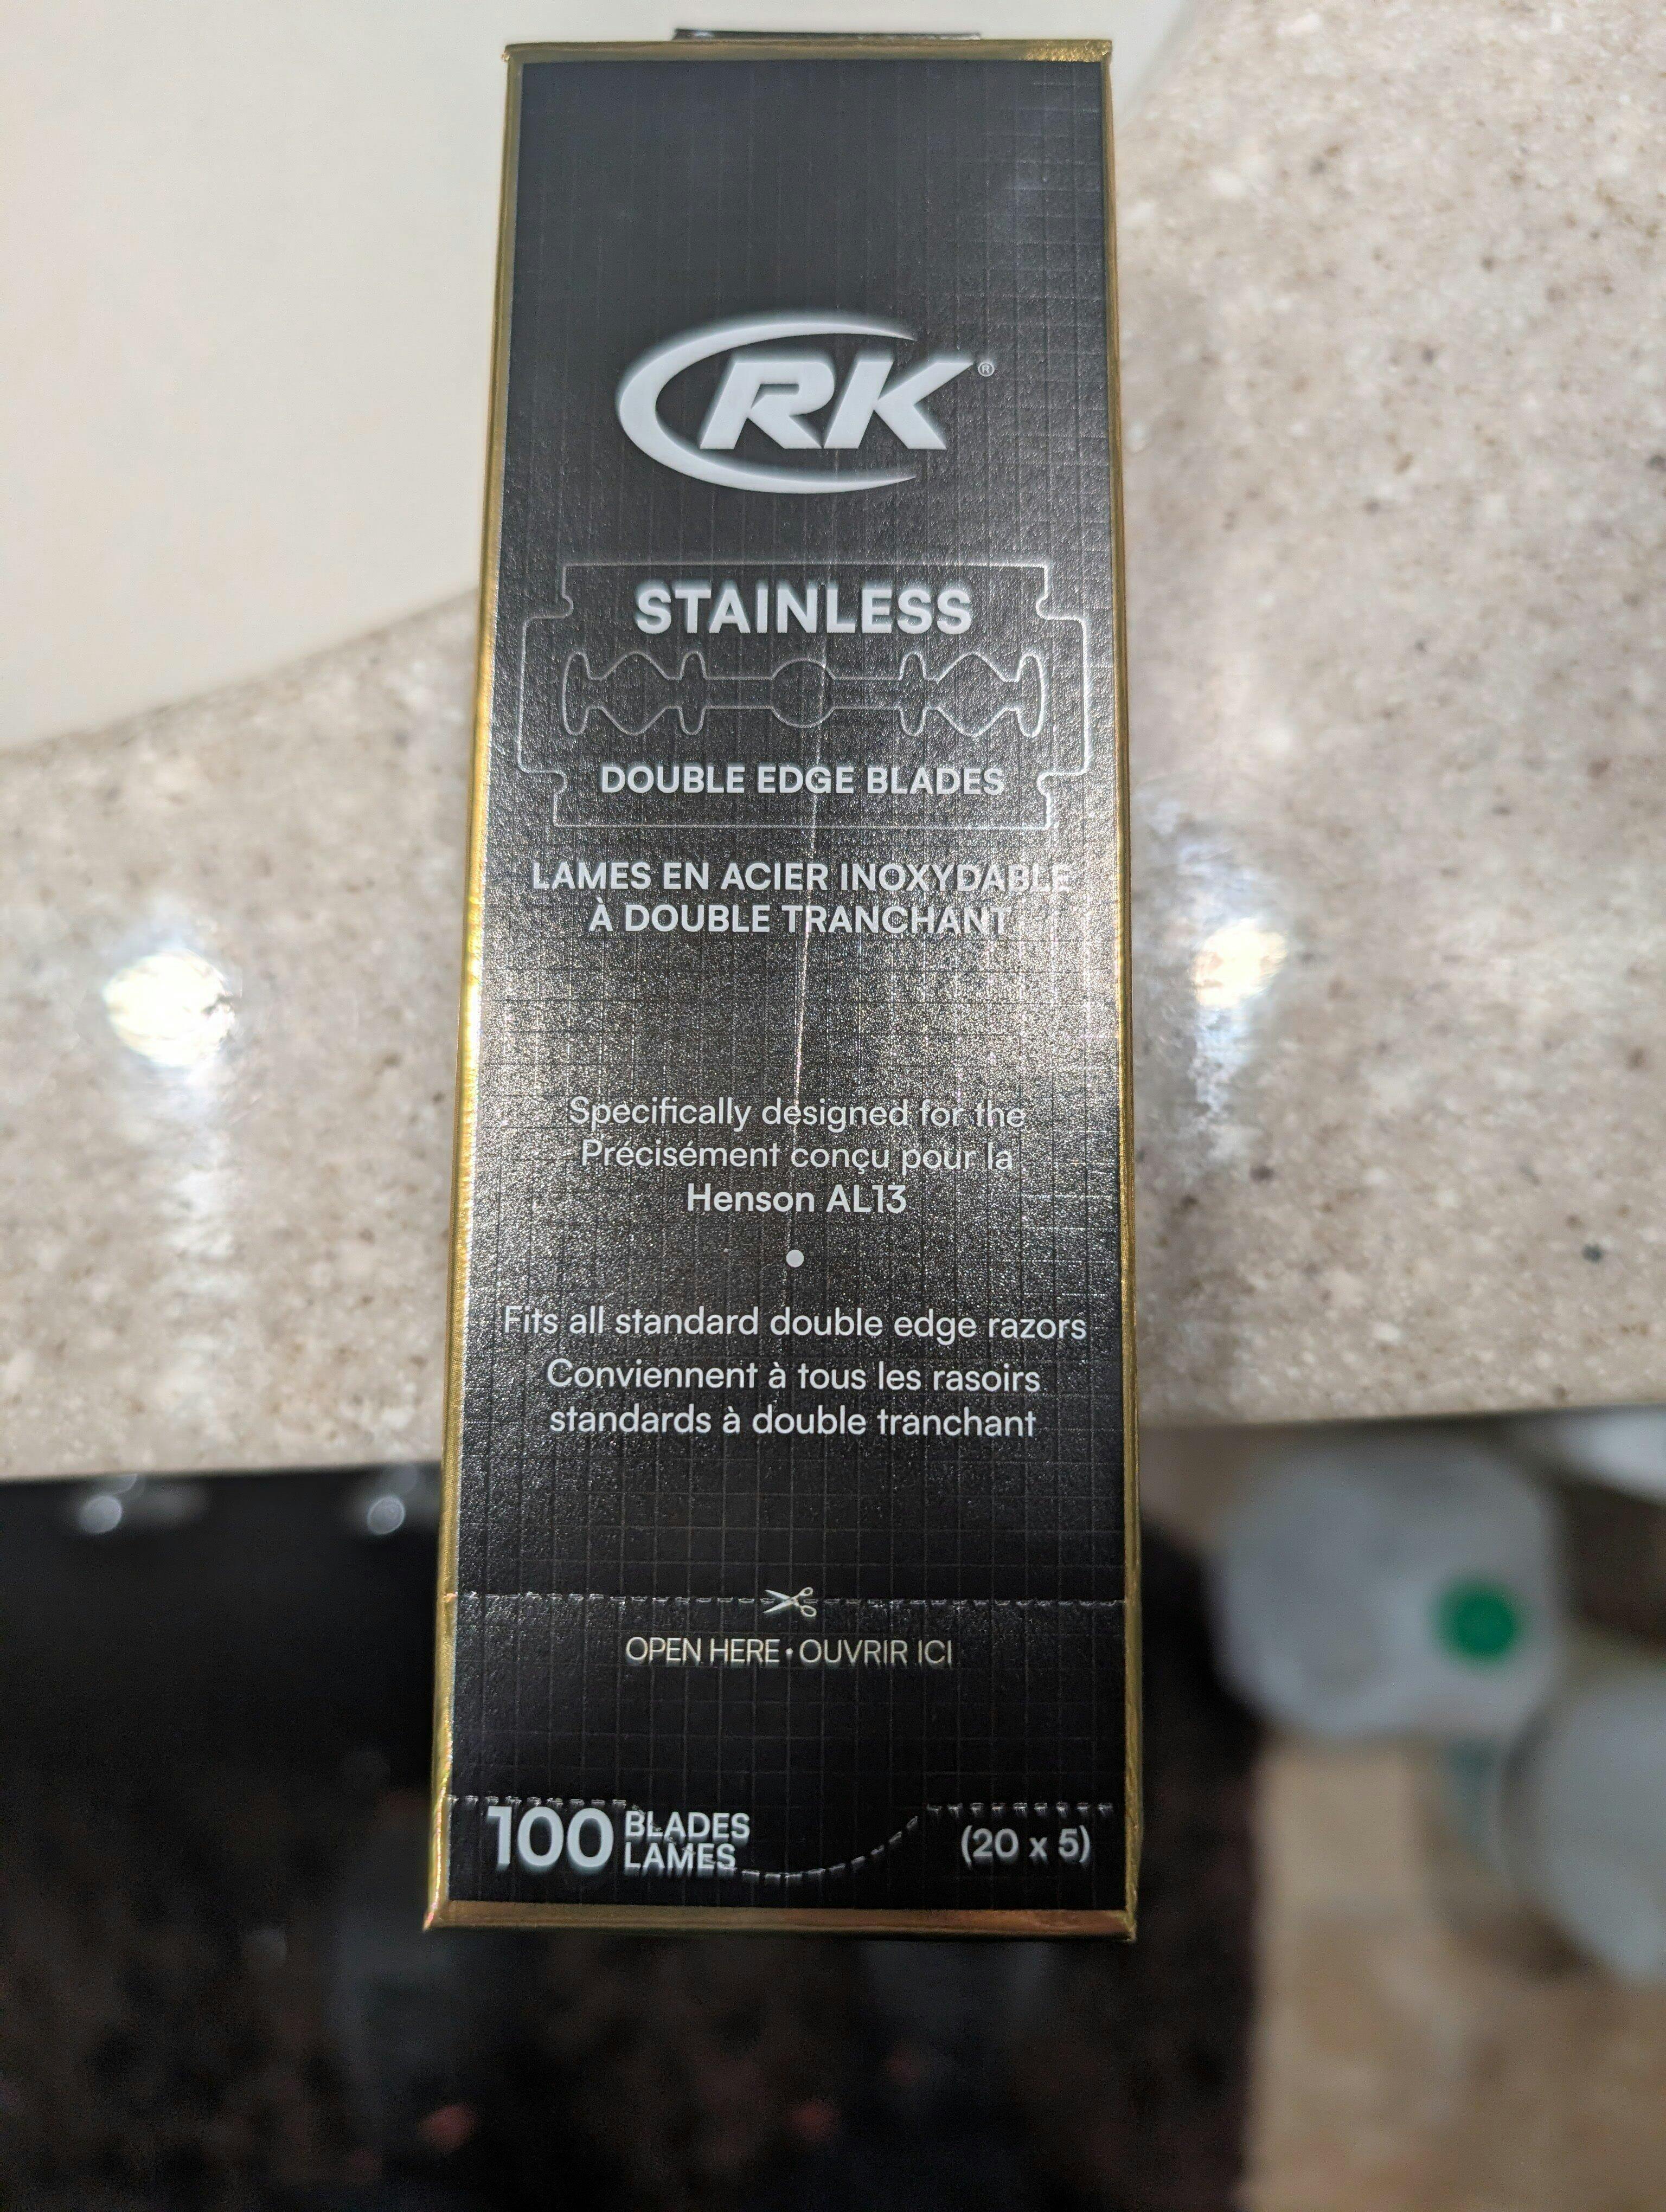 RK®
STAINLESS
DOUBLE EDGE BLADES
LAMES EN ACIER INOXYDABLE
À DOUBLE TRANCHANT
Specifically designed for the
Précisément conçu pour la
Henson AL13
•
Fits all standard double edge razors
Conviennent à tous les rasoirs
standards à double tranchant
OPEN HERE • OUVRIR ICI
100 BLADES
LAMES
(20 x 5)